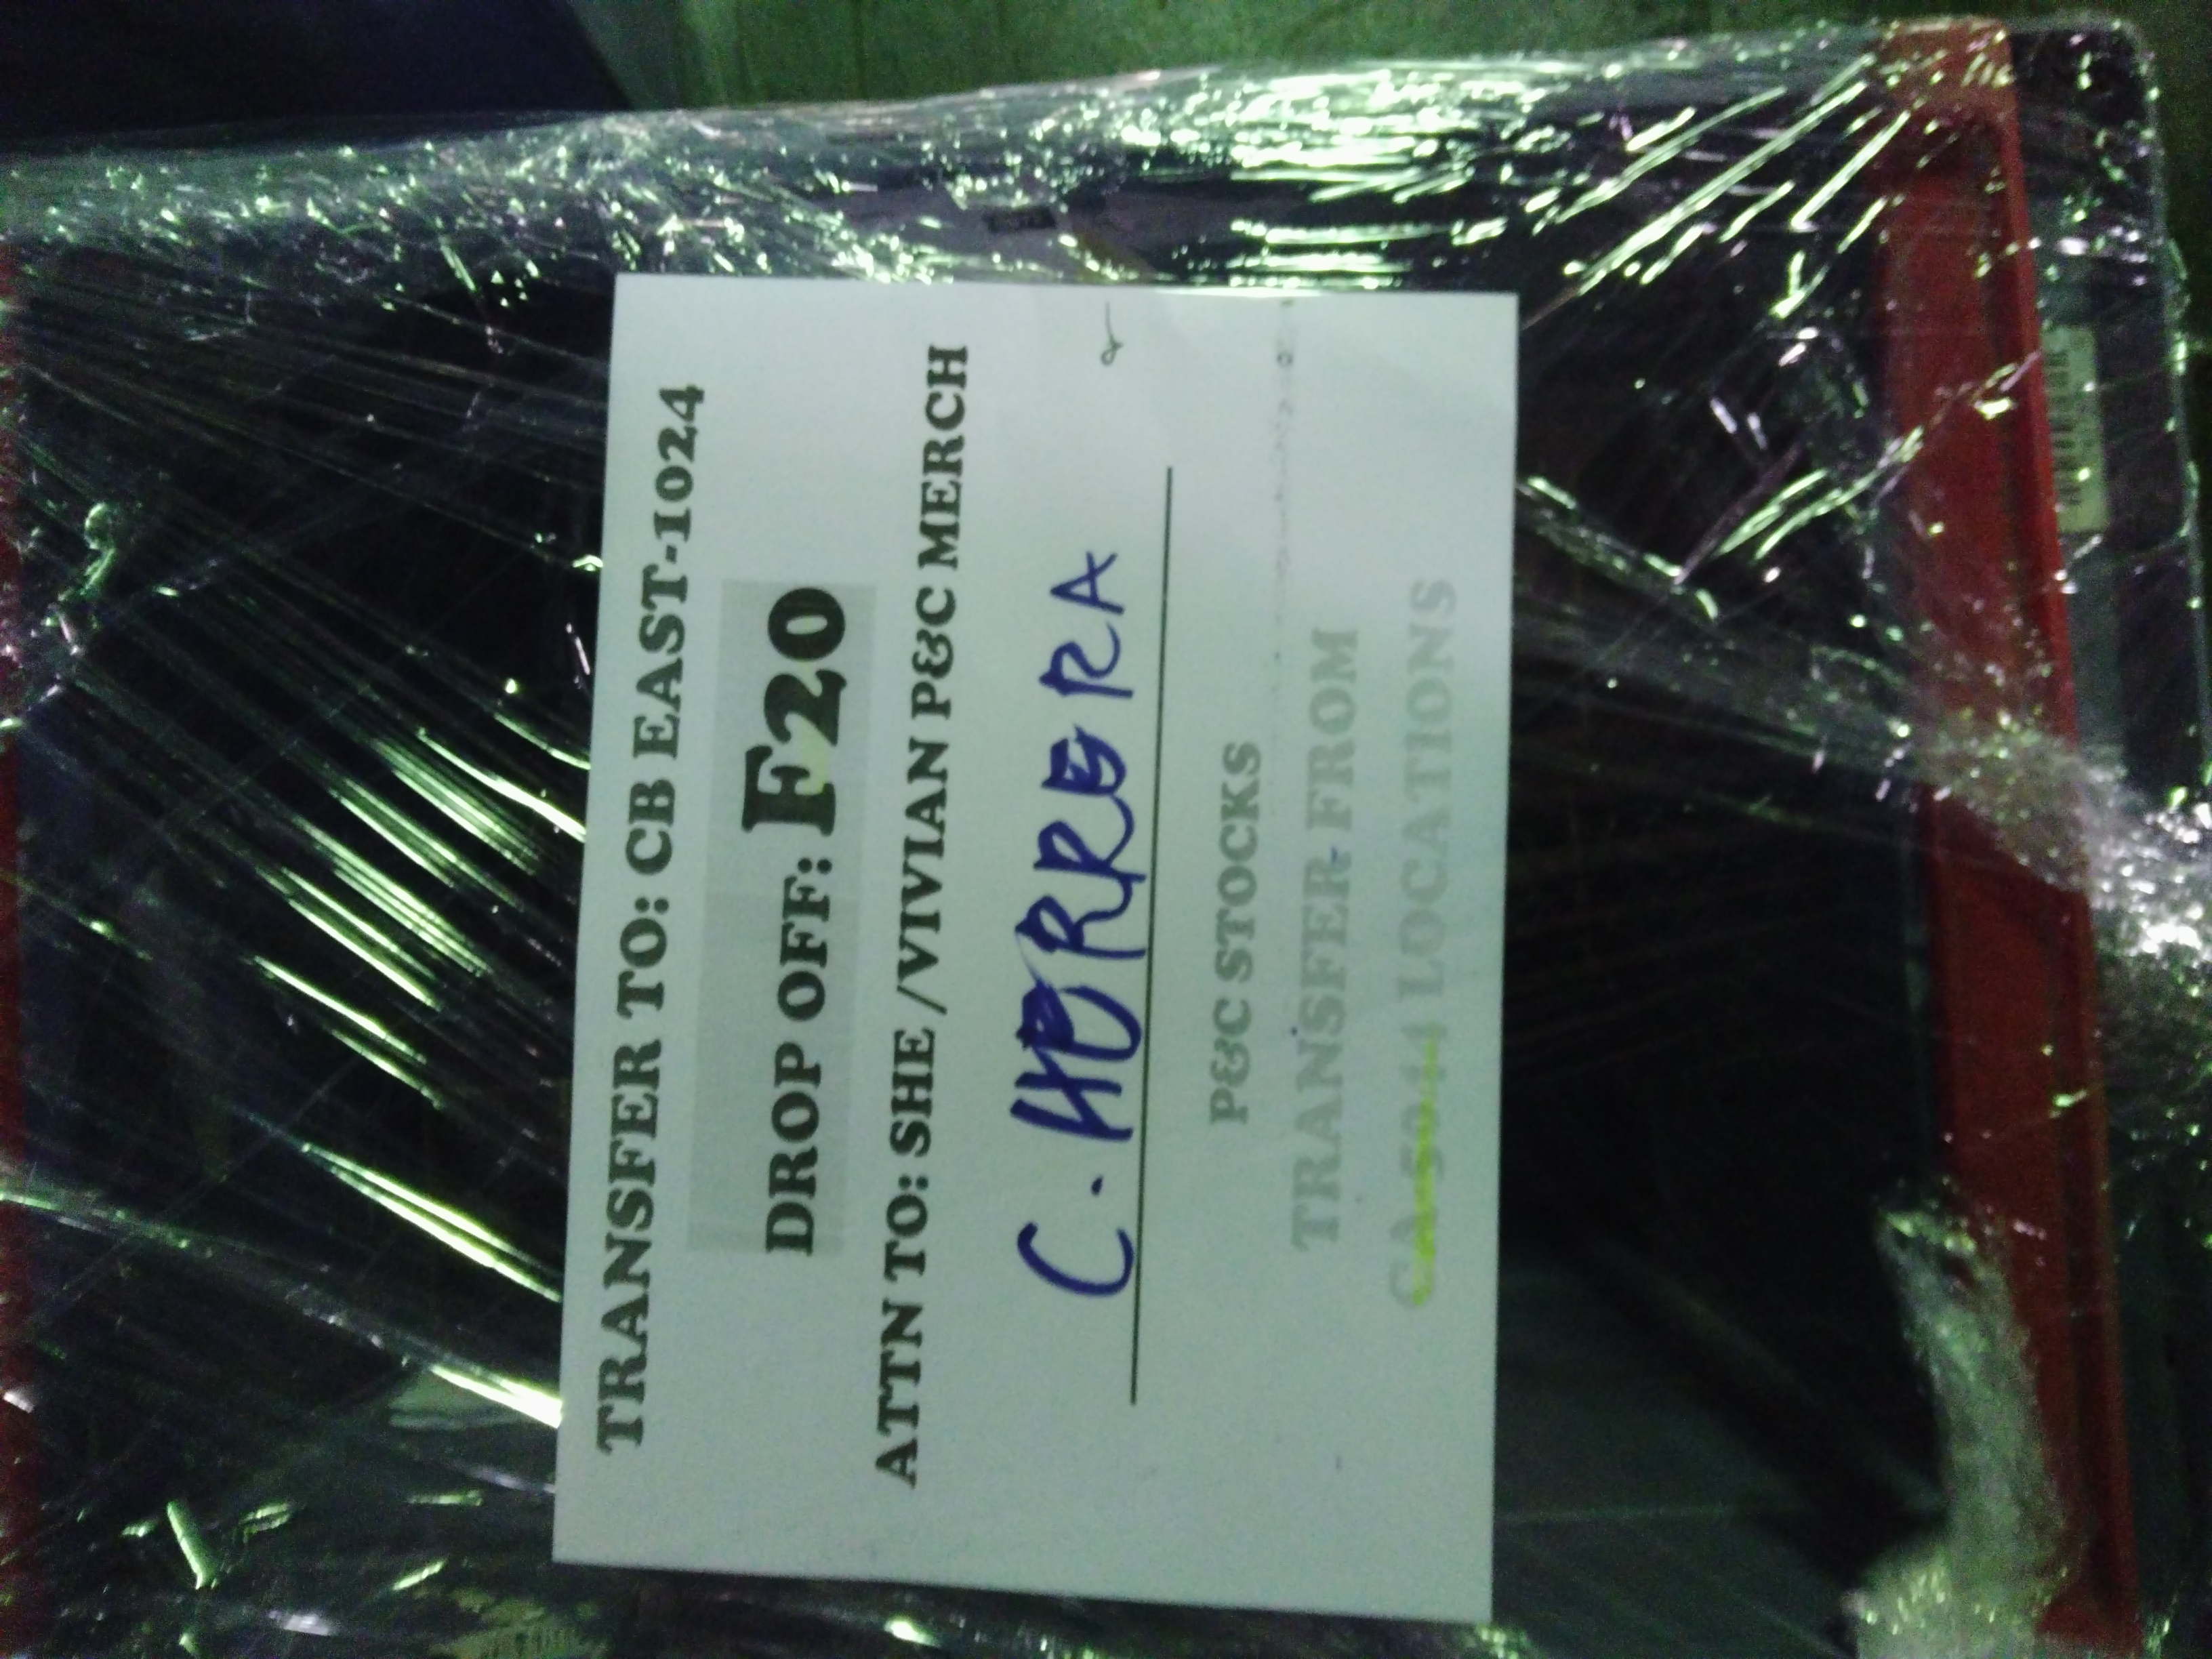 TRANSFER TO: CB EAST-1024
DROP OFF: F20
ATTN TO: SHE /VIVIAN P&C MERCH
C. HERRERA
P&C STOCKS
TRANSFER FROM
LOCATIONS